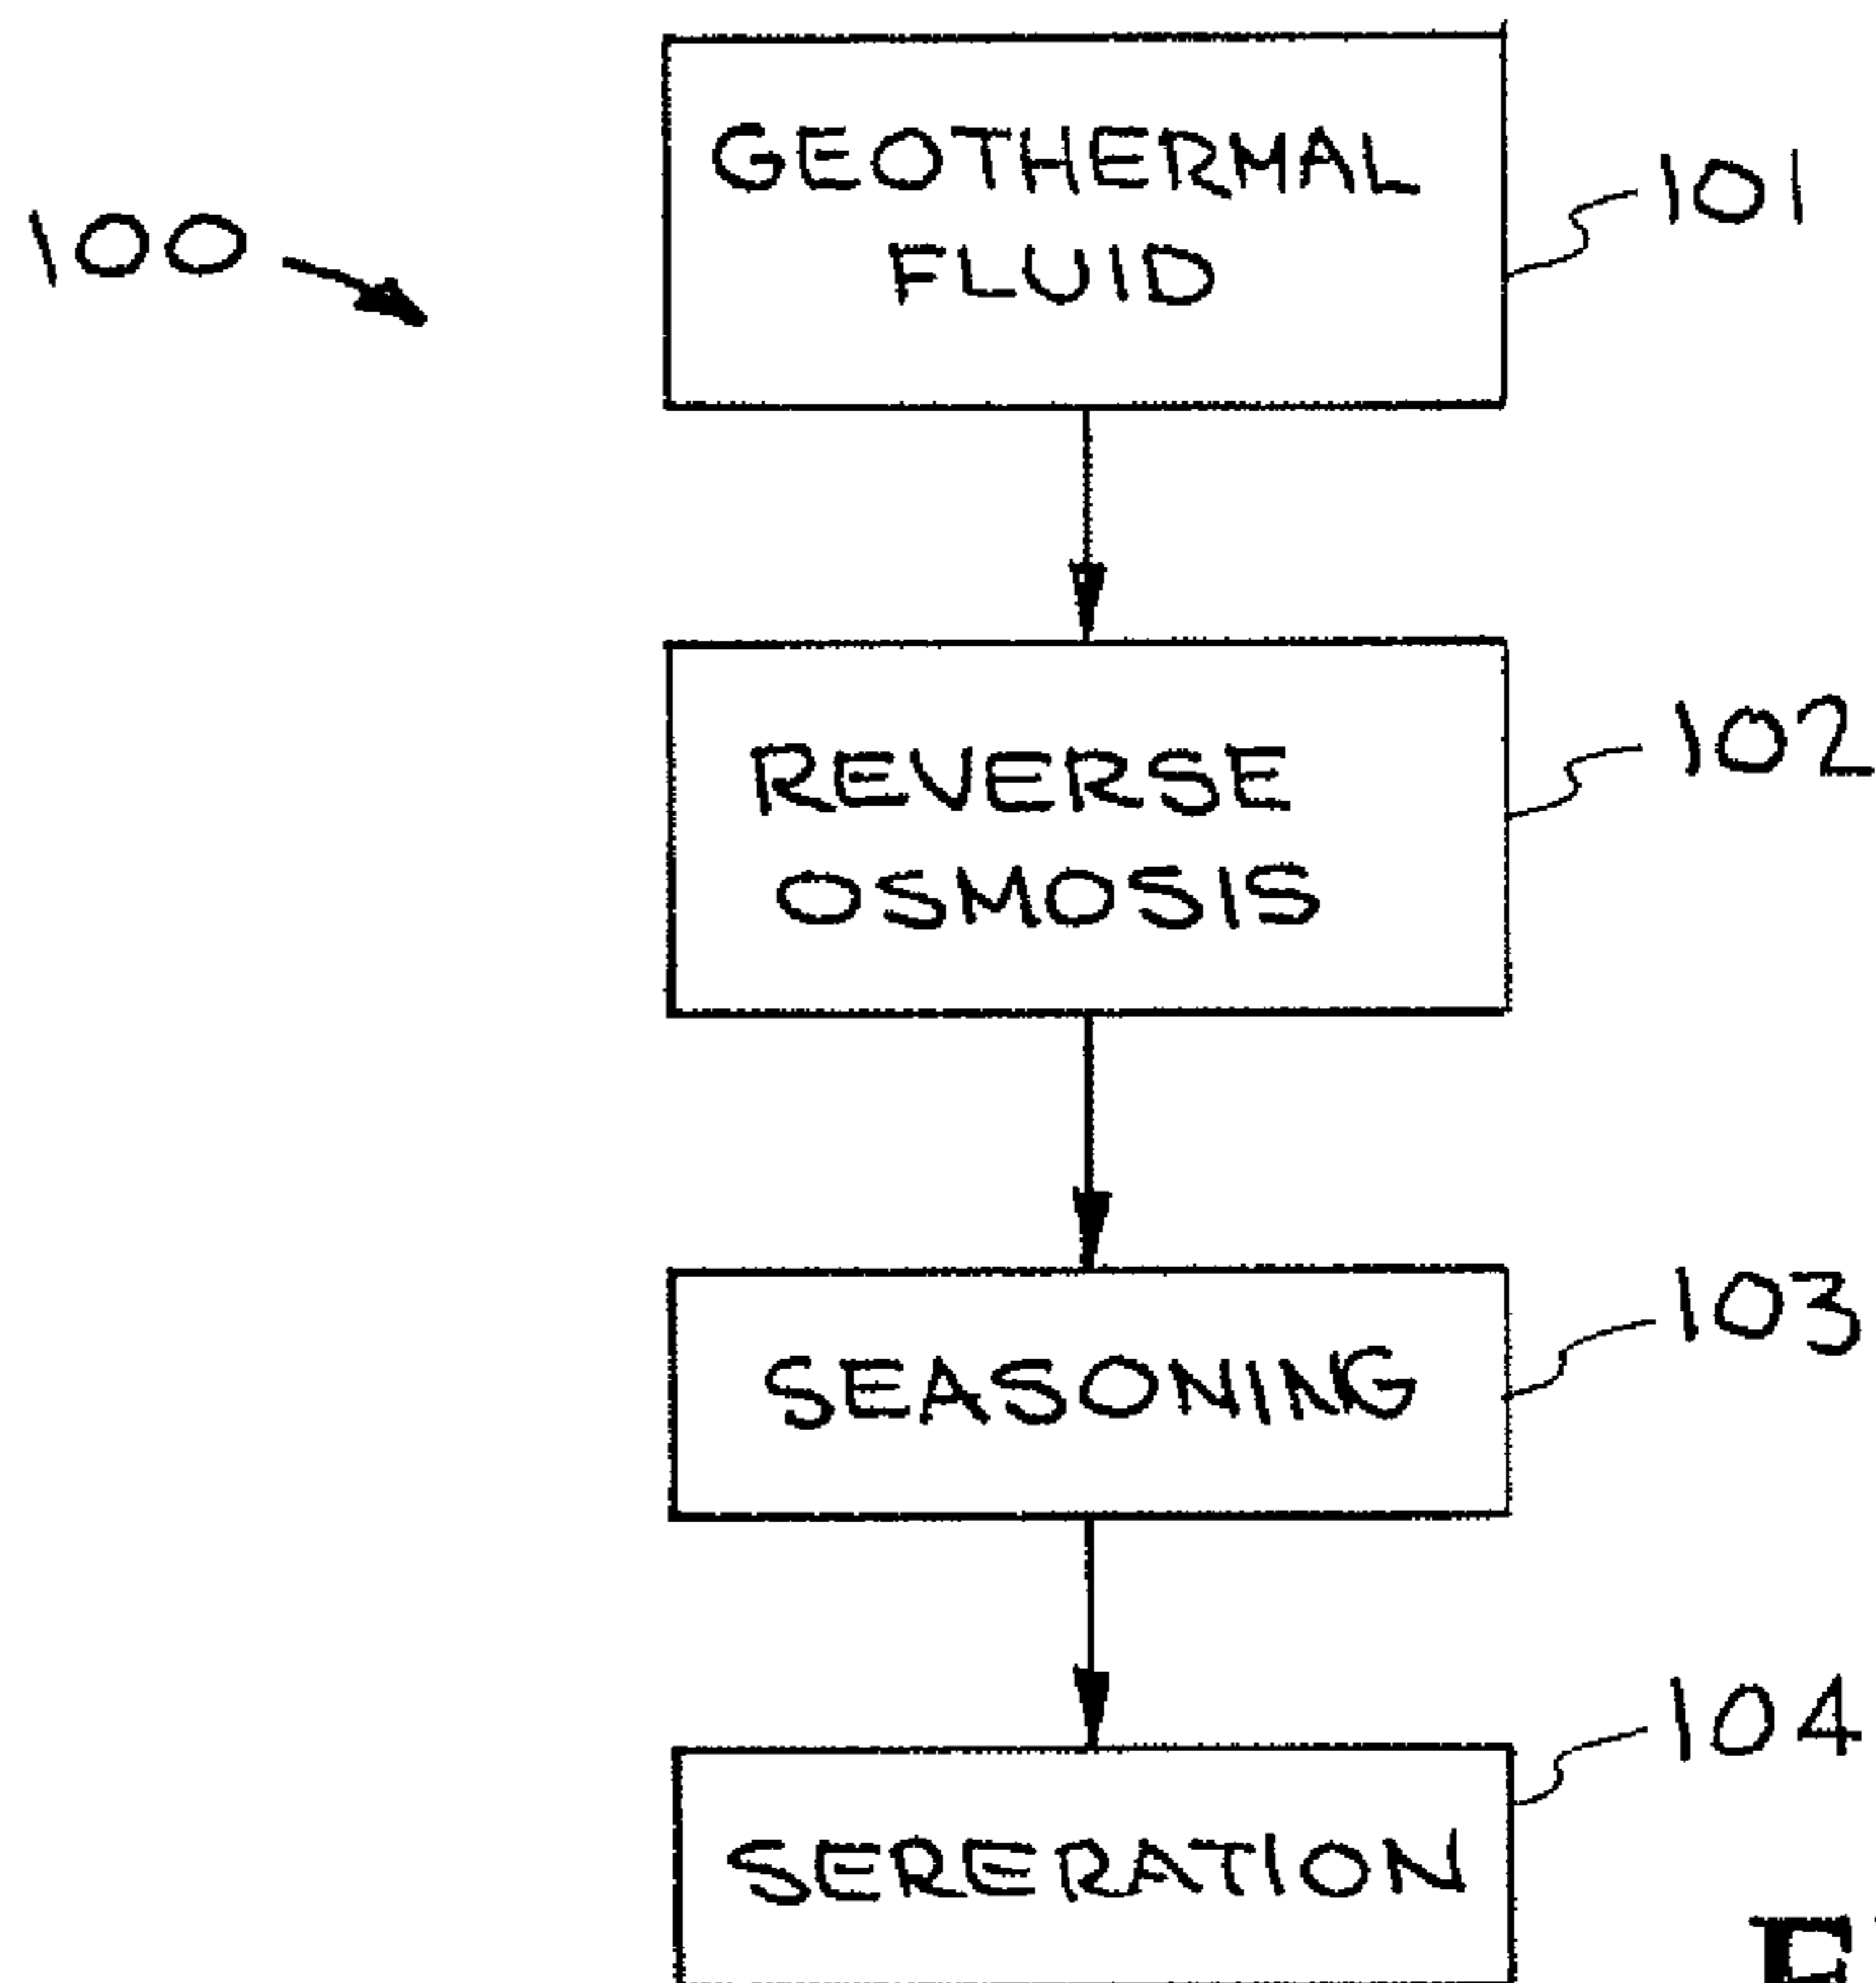 GEOTHERMAL
FLUID
101
100
REVERSE
OSMOSIS
102
SEASONING
103
SERERATION
104